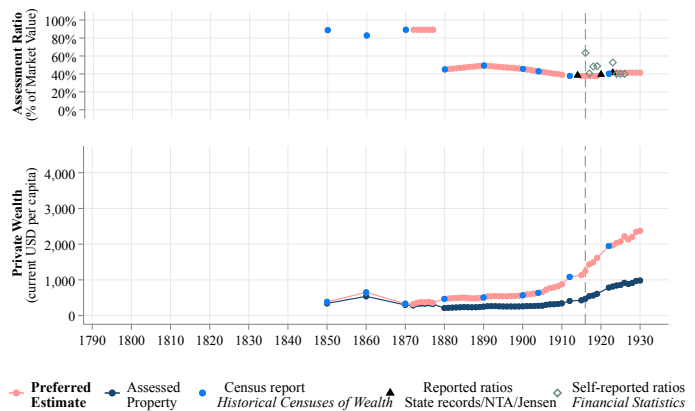 Assessment Ratio
(% of Market Value)
100%
80%
60%
40%
20%
0%
Private Wealth
(current USD per capita)
4,000
3,000
2,000
1,000
0
1790 1800 1810 1820 1830 1840 1850 1860 1870 1880 1890 1900 1910 1920 1930
Preferred
Estimate
Assessed
Property
Census report
Historical Censuses of Wealth
Reported ratios
State records/NTA/Jensen
Self-reported ratios
Financial Statistics